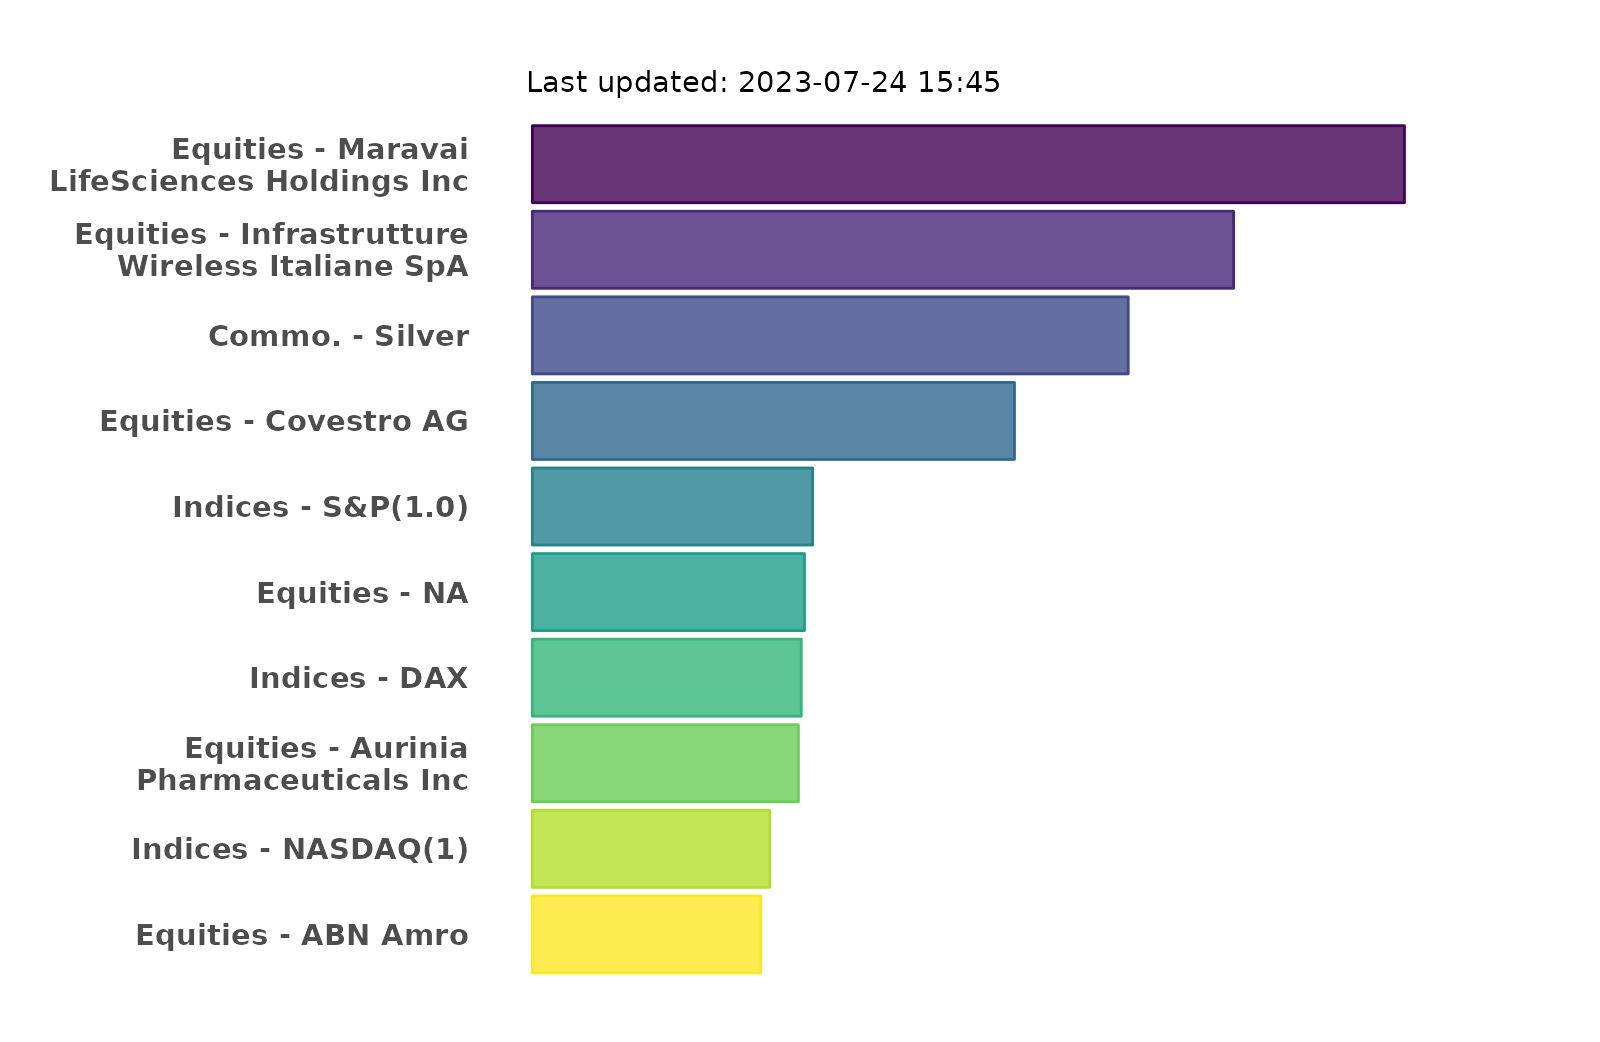 Last updated: 2023-07-24 15:45
Equities - Maravai
LifeSciences Holdings Inc
Equities - Infrastrutture
Wireless Italiane SpA
Commo. - Silver
Equities - Covestro AG
Indices - S&P(1.0)
Equities - NA
Indices - DAX
Equities - Aurinia
Pharmaceuticals Inc
Indices - NASDAQ(1)
Equities - ABN Amro